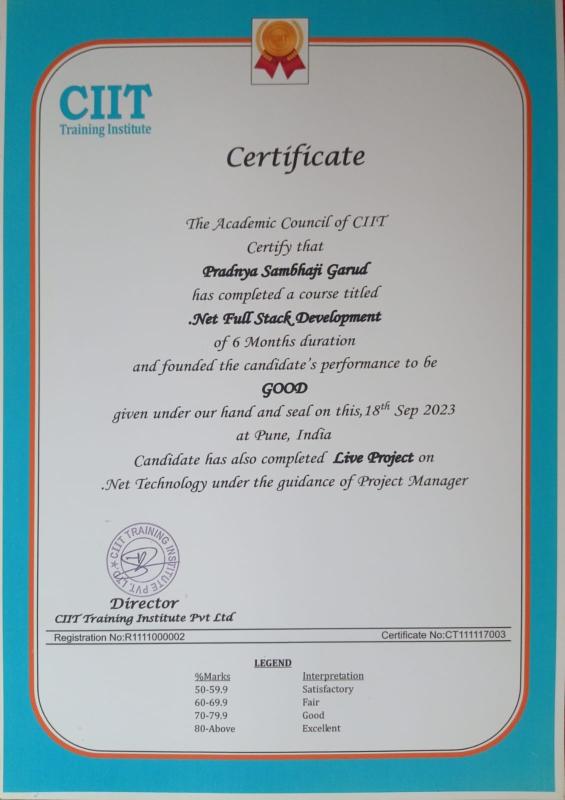 CIIT
Training Institute
Certificate
The Academic Council of CIIT
Certify that
Pradnya Sambhaji Garud
has completed a course titled
.Net Full Stack Development
of 6 Months duration
and founded the candidate's performance to be
GOOD
given under our hand and seal on this,18th Sep 2023
at Pune, India
Candidate has also completed Live Project on
.Net Technology under the guidance of Project Manager
CIIT TRAINING INSTITUTE PVT. LTD.
Director
CIIT Training Institute Pvt Ltd
Registration No:R1111000002 Certificate No:CT111117003
LEGEND
%Marks Interpretation
50-59.9 Satisfactory
60-69.9 Fair
70-79.9 Good
80-Above Excellent